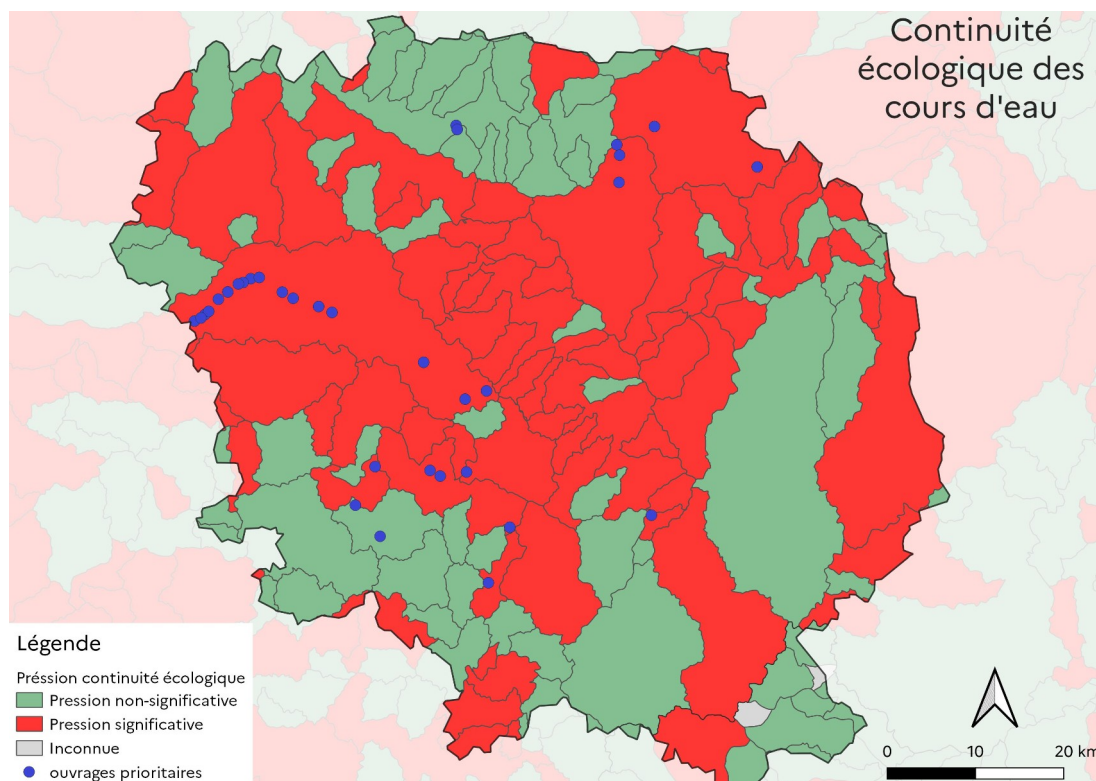 Continuité
écologique des
cours d'eau
Légende
Préssion continuité écologique
Pression non-significative
Pression significative
Inconnue
ouvrages prioritaires
0 10 20 km